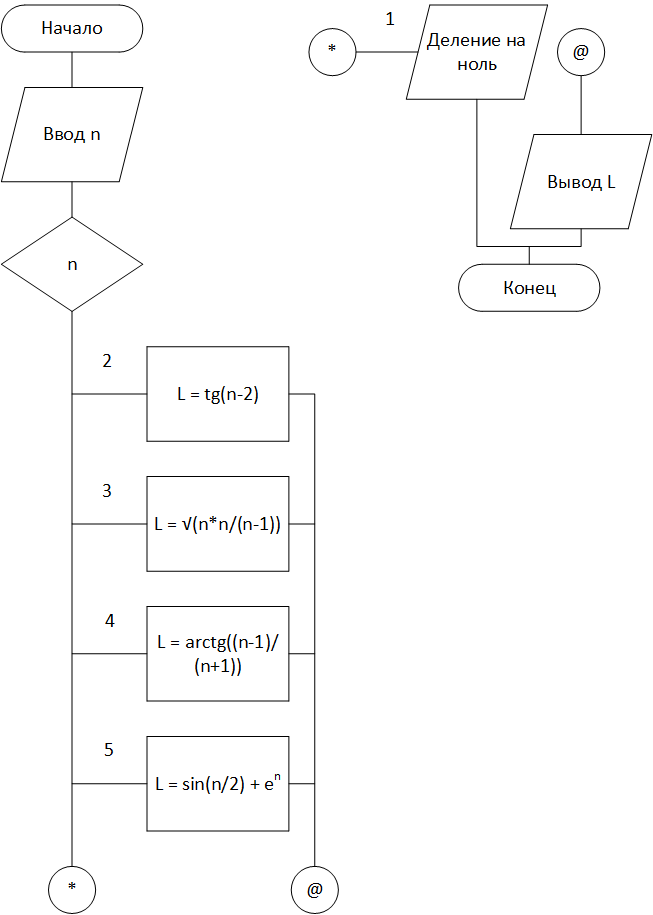 Начало
Ввод n
n
2
L = tg(n-2)
3
L = √(n*n/(n-1))
4
L = arctg((n-1)/
(n+1))
5
L = sin(n/2) + eⁿ
*
@
*
1
Деление на
ноль
@
Вывод L
Конец